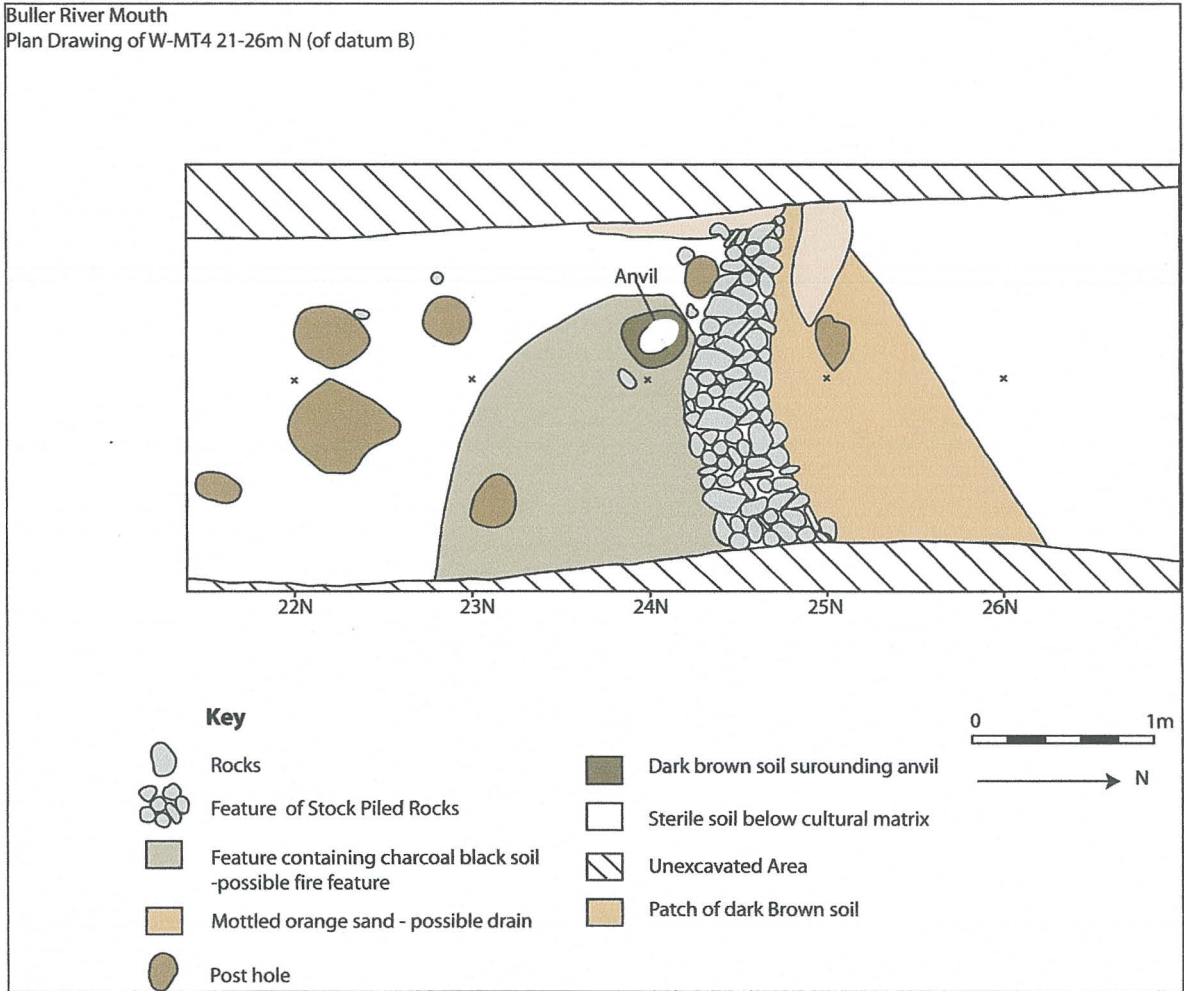 Buller River Mouth
Plan Drawing of W-MT4 21-26m N (of datum B)
Anvil
22N
23N
24N
25N
26N
Key
Rocks
Feature of Stock Piled Rocks
Feature containing charcoal black soil
-possible fire feature
Mottled orange sand - possible drain
Post hole
Dark brown soil surounding anvil
Sterile soil below cultural matrix
Unexcavated Area
Patch of dark Brown soil
0 1m
N